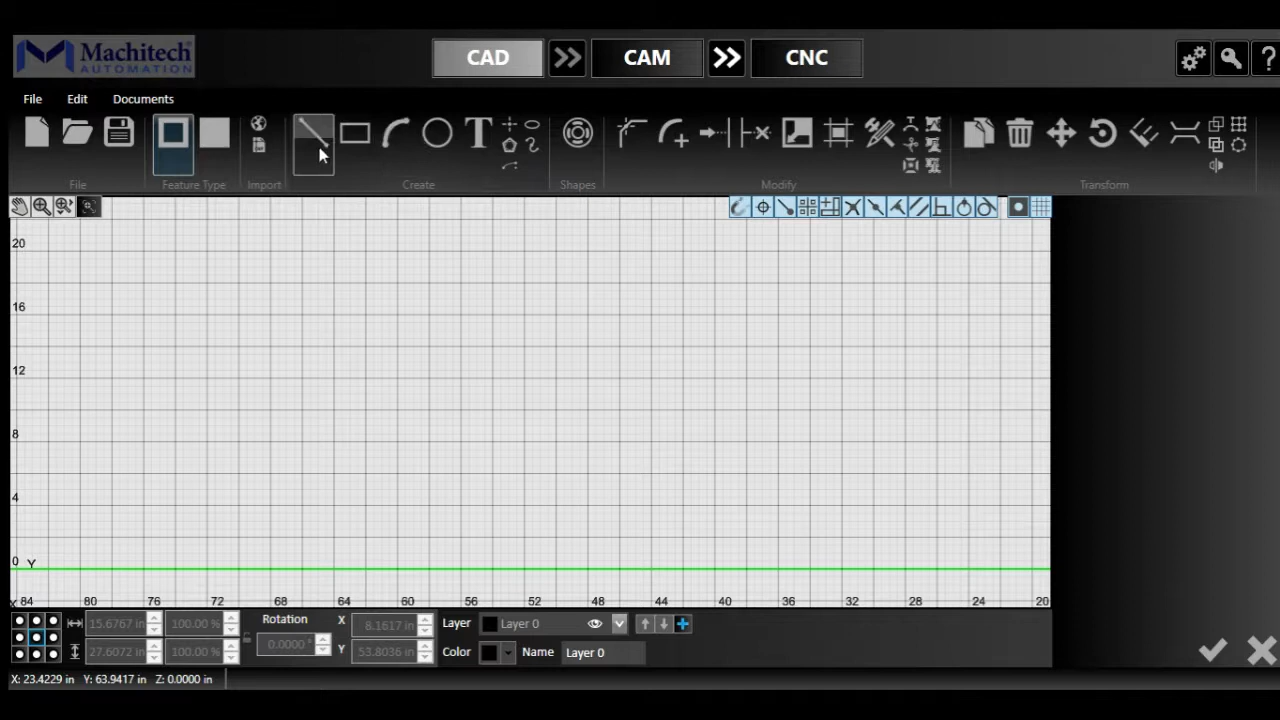 Machitech
AUTOMATION
CAD CAM CNC
?
File Edit Documents
T
File Feature Type Import Create Shapes Modify Transform
20
16
12
8
4
0 Y
X 84 80 76 72 68 64 60 56 52 48 44 40 36 32 28 24 20
15.6767 in 100.00 % Rotation X 8.1617 in Layer Layer 0
27.6072 in 100.00 % 0.0000 ° Y 53.8036 in Color Name Layer 0
X: 23.4229 in Y: 63.9417 in Z: 0.0000 in